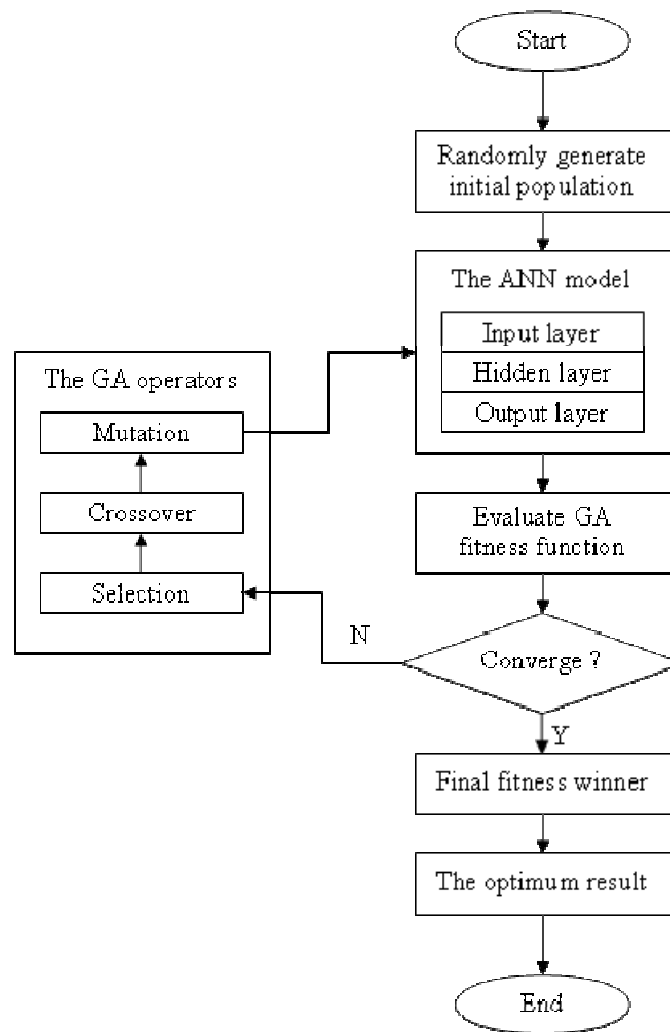 Start
Randomly generate
initial population
The ANN model
Input layer
Hidden layer
Output layer
The GA operators
Mutation
Crossover
Selection
Evaluate GA
fitness function
N
Converge ?
Y
Final fitness winner
The optimum result
End